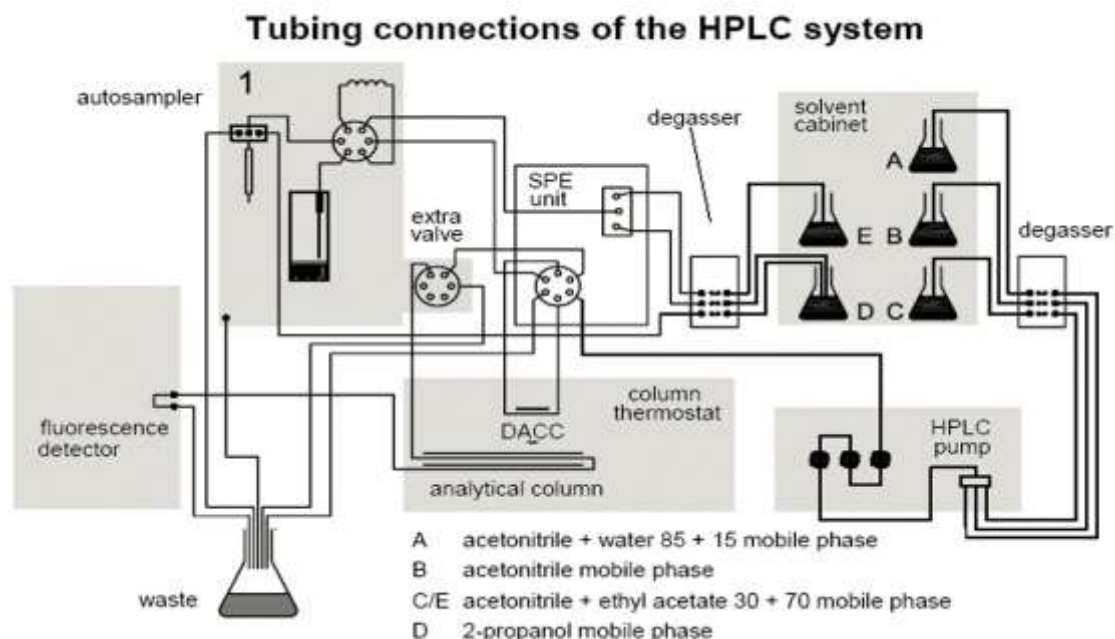 Tubing connections of the HPLC system
1
autosampler
degasser
solvent
cabinet
A
SPE
unit
extra
valve
E
B
degasser
D
C
column
thermostat
fluorescence
detector
DACC
HPLC
pump
analytical column
waste
A acetonitrile + water 85 + 15 mobile phase
B acetonitrile mobile phase
C/E acetonitrile + ethyl acetate 30 + 70 mobile phase
D 2-propanol mobile phase